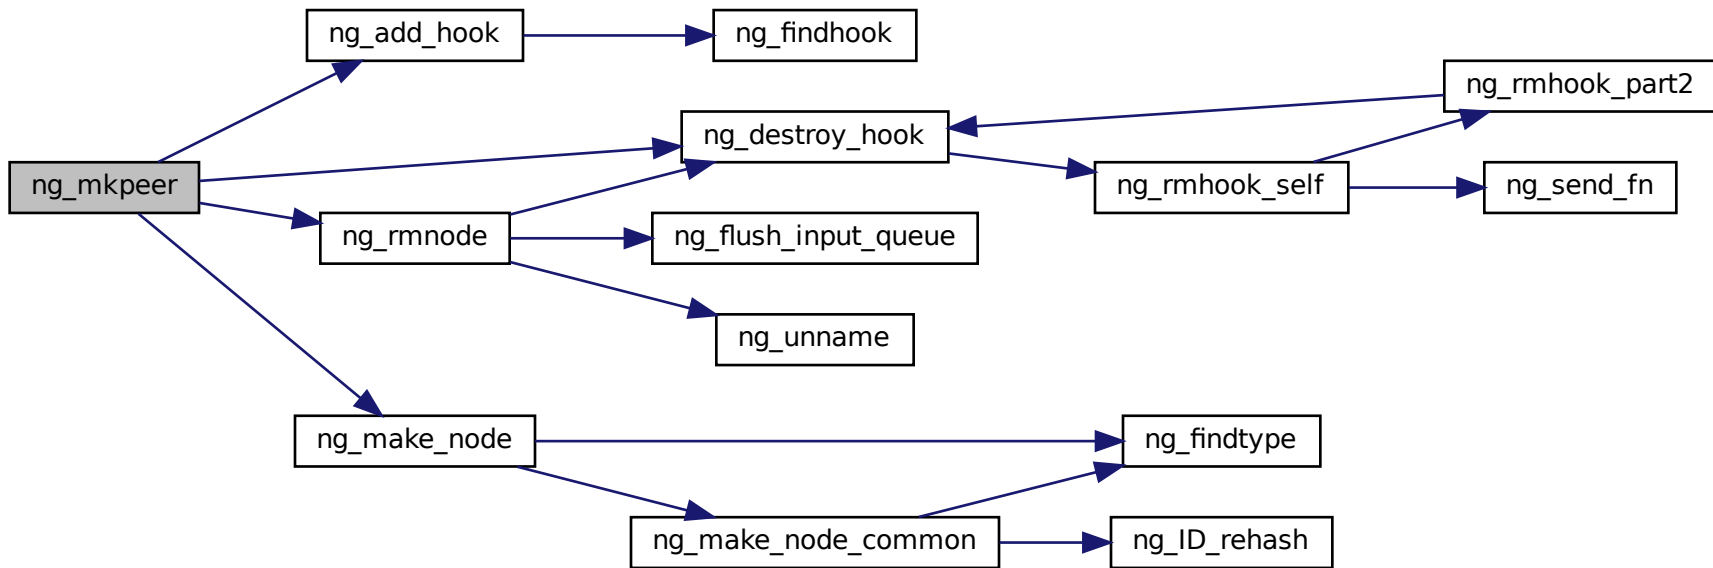 ng_add_hook
ng_findhook
ng_rmhook_part2
ng_destroy_hook
ng_mkpeer
ng_rmhook_self
ng_send_fn
ng_rmnode
ng_flush_input_queue
ng_unname
ng_make_node
ng_findtype
ng_make_node_common
ng_ID_rehash